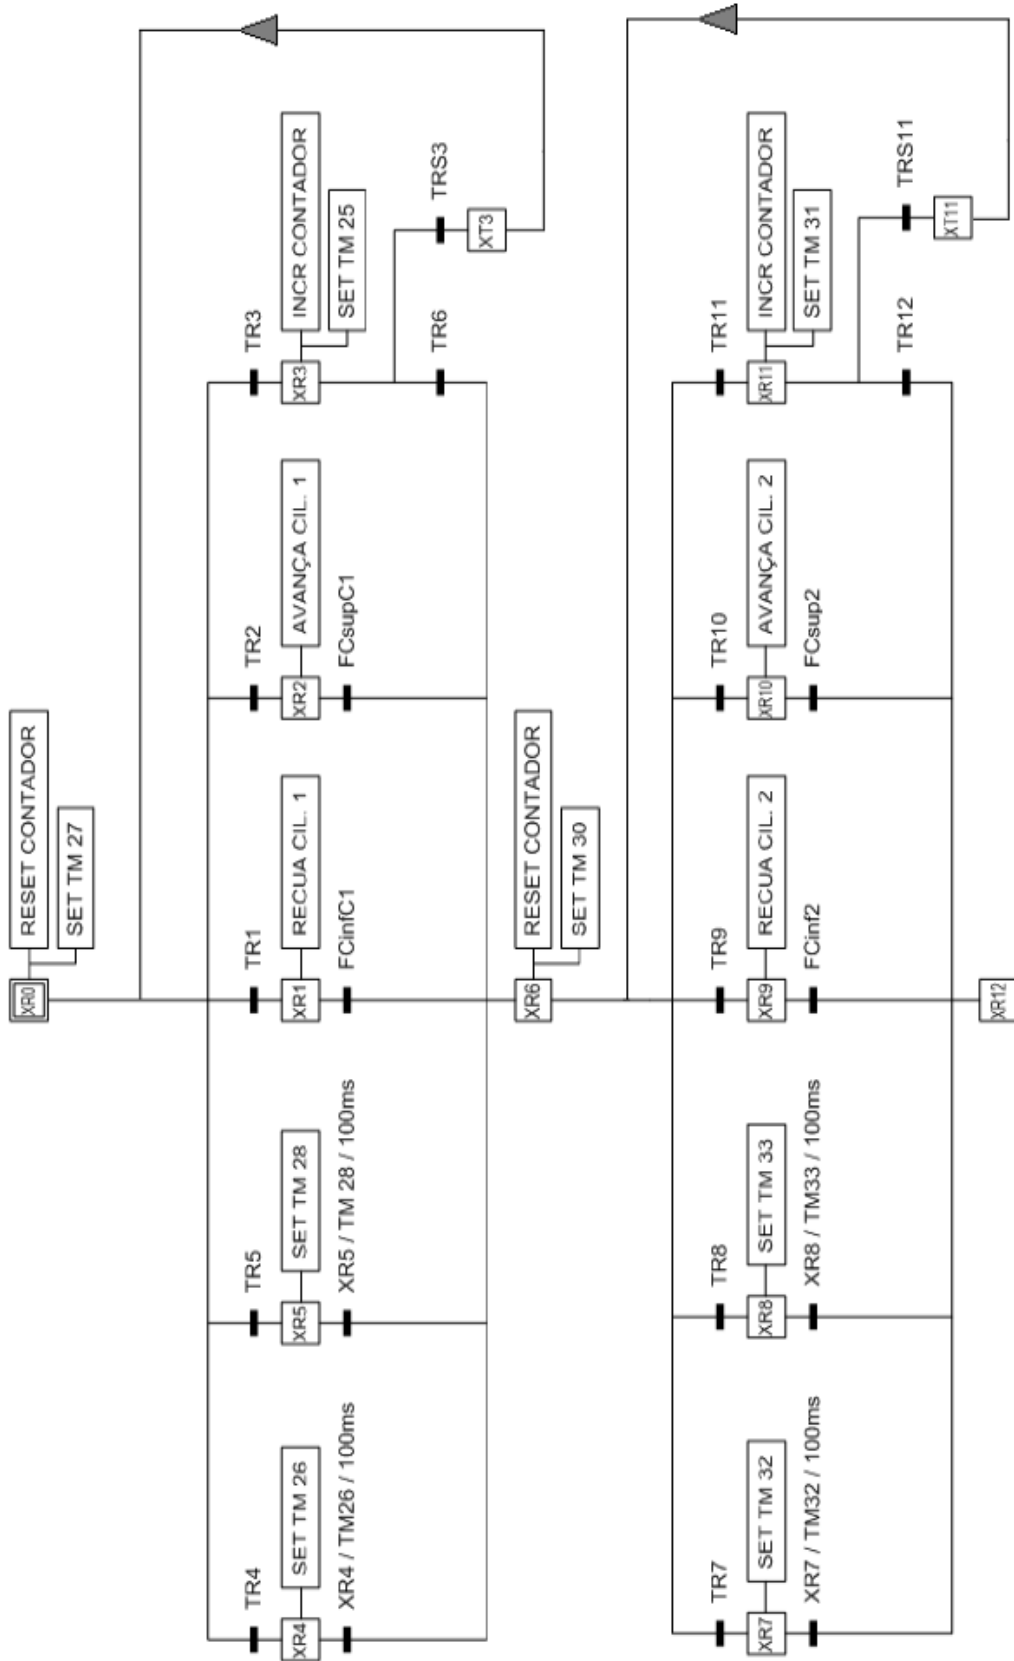 XR0
RESET CONTADOR
SET TM 27
TR4
TR5
TR1
TR2
TR3
XR4
SET TM 26
XR5
SET TM 28
XR1
RECUA CIL. 1
XR2
AVANÇA CIL. 1
XR3
INCR CONTADOR
SET TM 25
XR4 / TM26 / 100ms
XR5 / TM 28 / 100ms
FCinfC1
FCsupC1
TR6
TRS3
XT3
XR6
RESET CONTADOR
SET TM 30
TR7
TR8
TR9
TR10
TR11
XR7
SET TM 32
XR8
SET TM 33
XR9
RECUA CIL. 2
XR10
AVANÇA CIL. 2
XR11
INCR CONTADOR
SET TM 31
XR7 / TM32 / 100ms
XR8 / TM33 / 100ms
FCinf2
FCsup2
TR12
TRS11
XT11
XR12